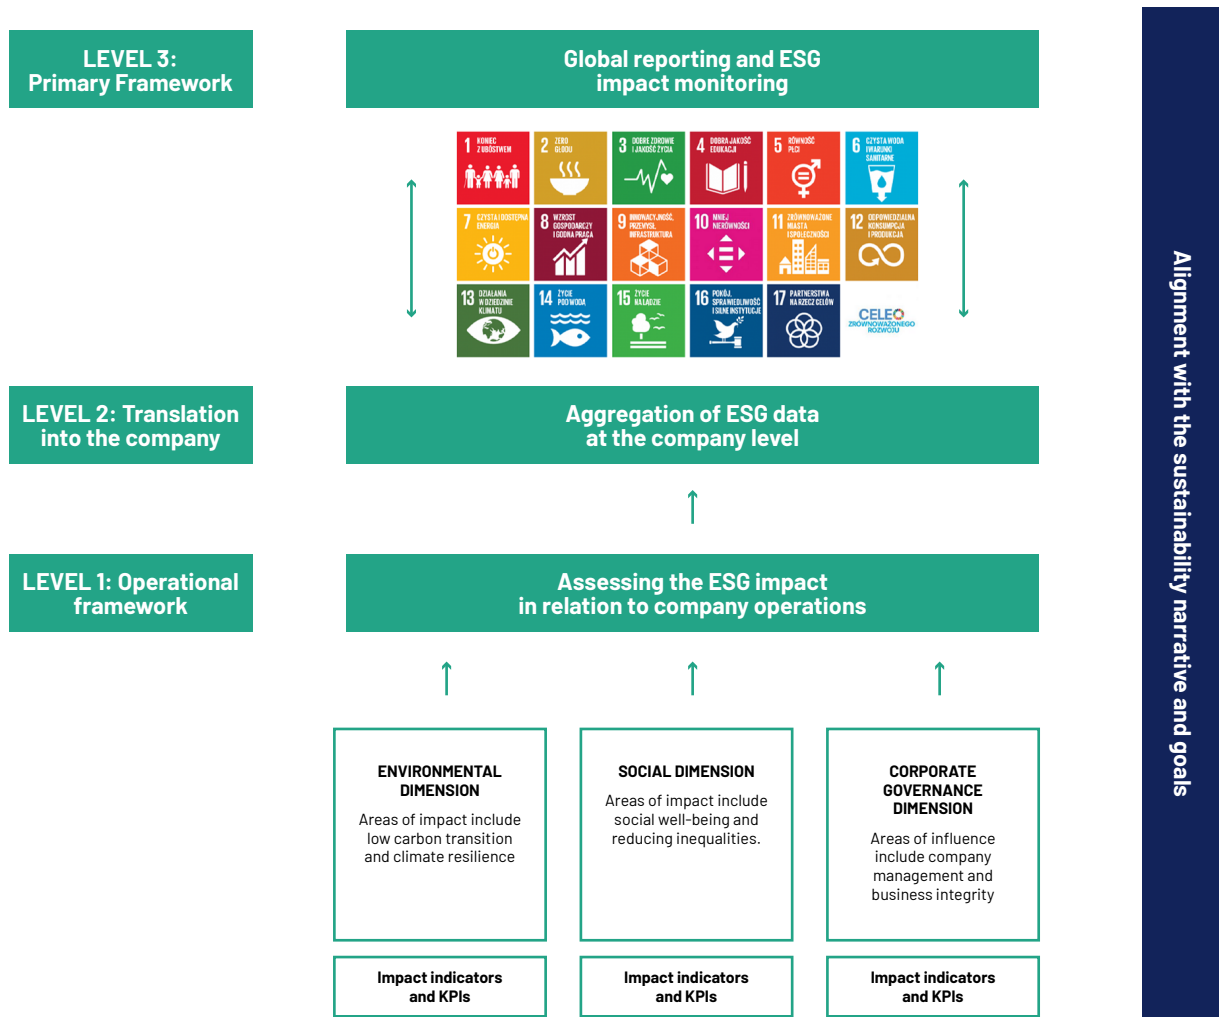 LEVEL 3:
Primary Framework
Global reporting and ESG
impact monitoring
1 KONIEC
Z UBÓSTWEM
2 ZERO
GŁODU
3 DOBRE ZDROWIE
I JAKOŚĆ ŻYCIA
4 DOBRA JAKOŚĆ
EDUKACJI
5 RÓWNOŚĆ
PŁCI
6 CZYSTA WODA
I WARUNKI
SANITARNE
7 CZYSTA I DOSTĘPNA
ENERGIA
8 WZROST
GOSPODARCZY
I GODNA PRACA
9 INNOWACYJNOŚĆ,
PRZEMYSŁ,
INFRASTRUKTURA
10 MNIEJ
NIERÓWNOŚCI
11 ZRÓWNOWAŻONE
MIASTA
I SPOŁECZNOŚCI
12 ODPOWIEDZIALNA
KONSUMPCJA
I PRODUKCJA
13 DZIAŁANIA
W DZIEDZINIE
KLIMATU
14 ŻYCIE
POD WODĄ
15 ŻYCIE
NA LĄDZIE
16 POKÓJ,
SPRAWIEDLIWOŚĆ
I SILNE INSTYTUCJE
17 PARTNERSTWA
NA RZECZ CELÓW
CELE
ZRÓWNOWAŻONEGO
ROZWOJU
LEVEL 2: Translation
into the company
Aggregation of ESG data
at the company level
LEVEL 1: Operational
framework
Assessing the ESG impact
in relation to company operations
ENVIRONMENTAL
DIMENSION
Areas of impact include
low carbon transition
and climate resilience
SOCIAL DIMENSION
Areas of impact include
social well-being and
reducing inequalities.
CORPORATE
GOVERNANCE
DIMENSION
Areas of influence
include company
management and
business integrity
Impact indicators
and KPIs
Impact indicators
and KPIs
Impact indicators
and KPIs
Alignment with the sustainability narrative and goals